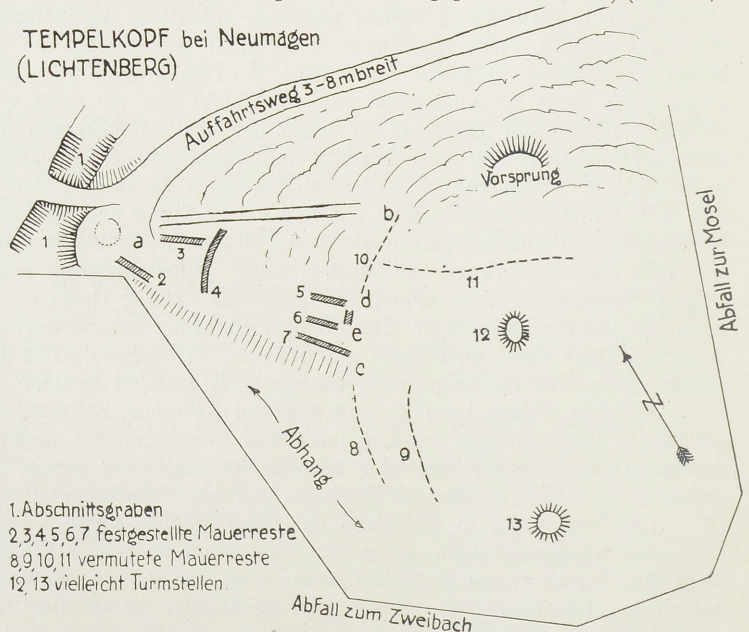 TEMPELKOPF bei Neumagen
(LICHTENBERG)
Auffahrtsweg 3-8m breit
1
Vorsprung
1
a
b
3
2
4
10
11
5
d
6
e
7
c
12
Abfall zur Mosel
N
Abhang
8
9
13
1. Abschnittsgraben
2,3,4,5,6,7 festgestellte Mauerreste
8,9,10,11 vermutete Mauerreste
12, 13 vielleicht Turmstellen.
Abfall zum Zweibach